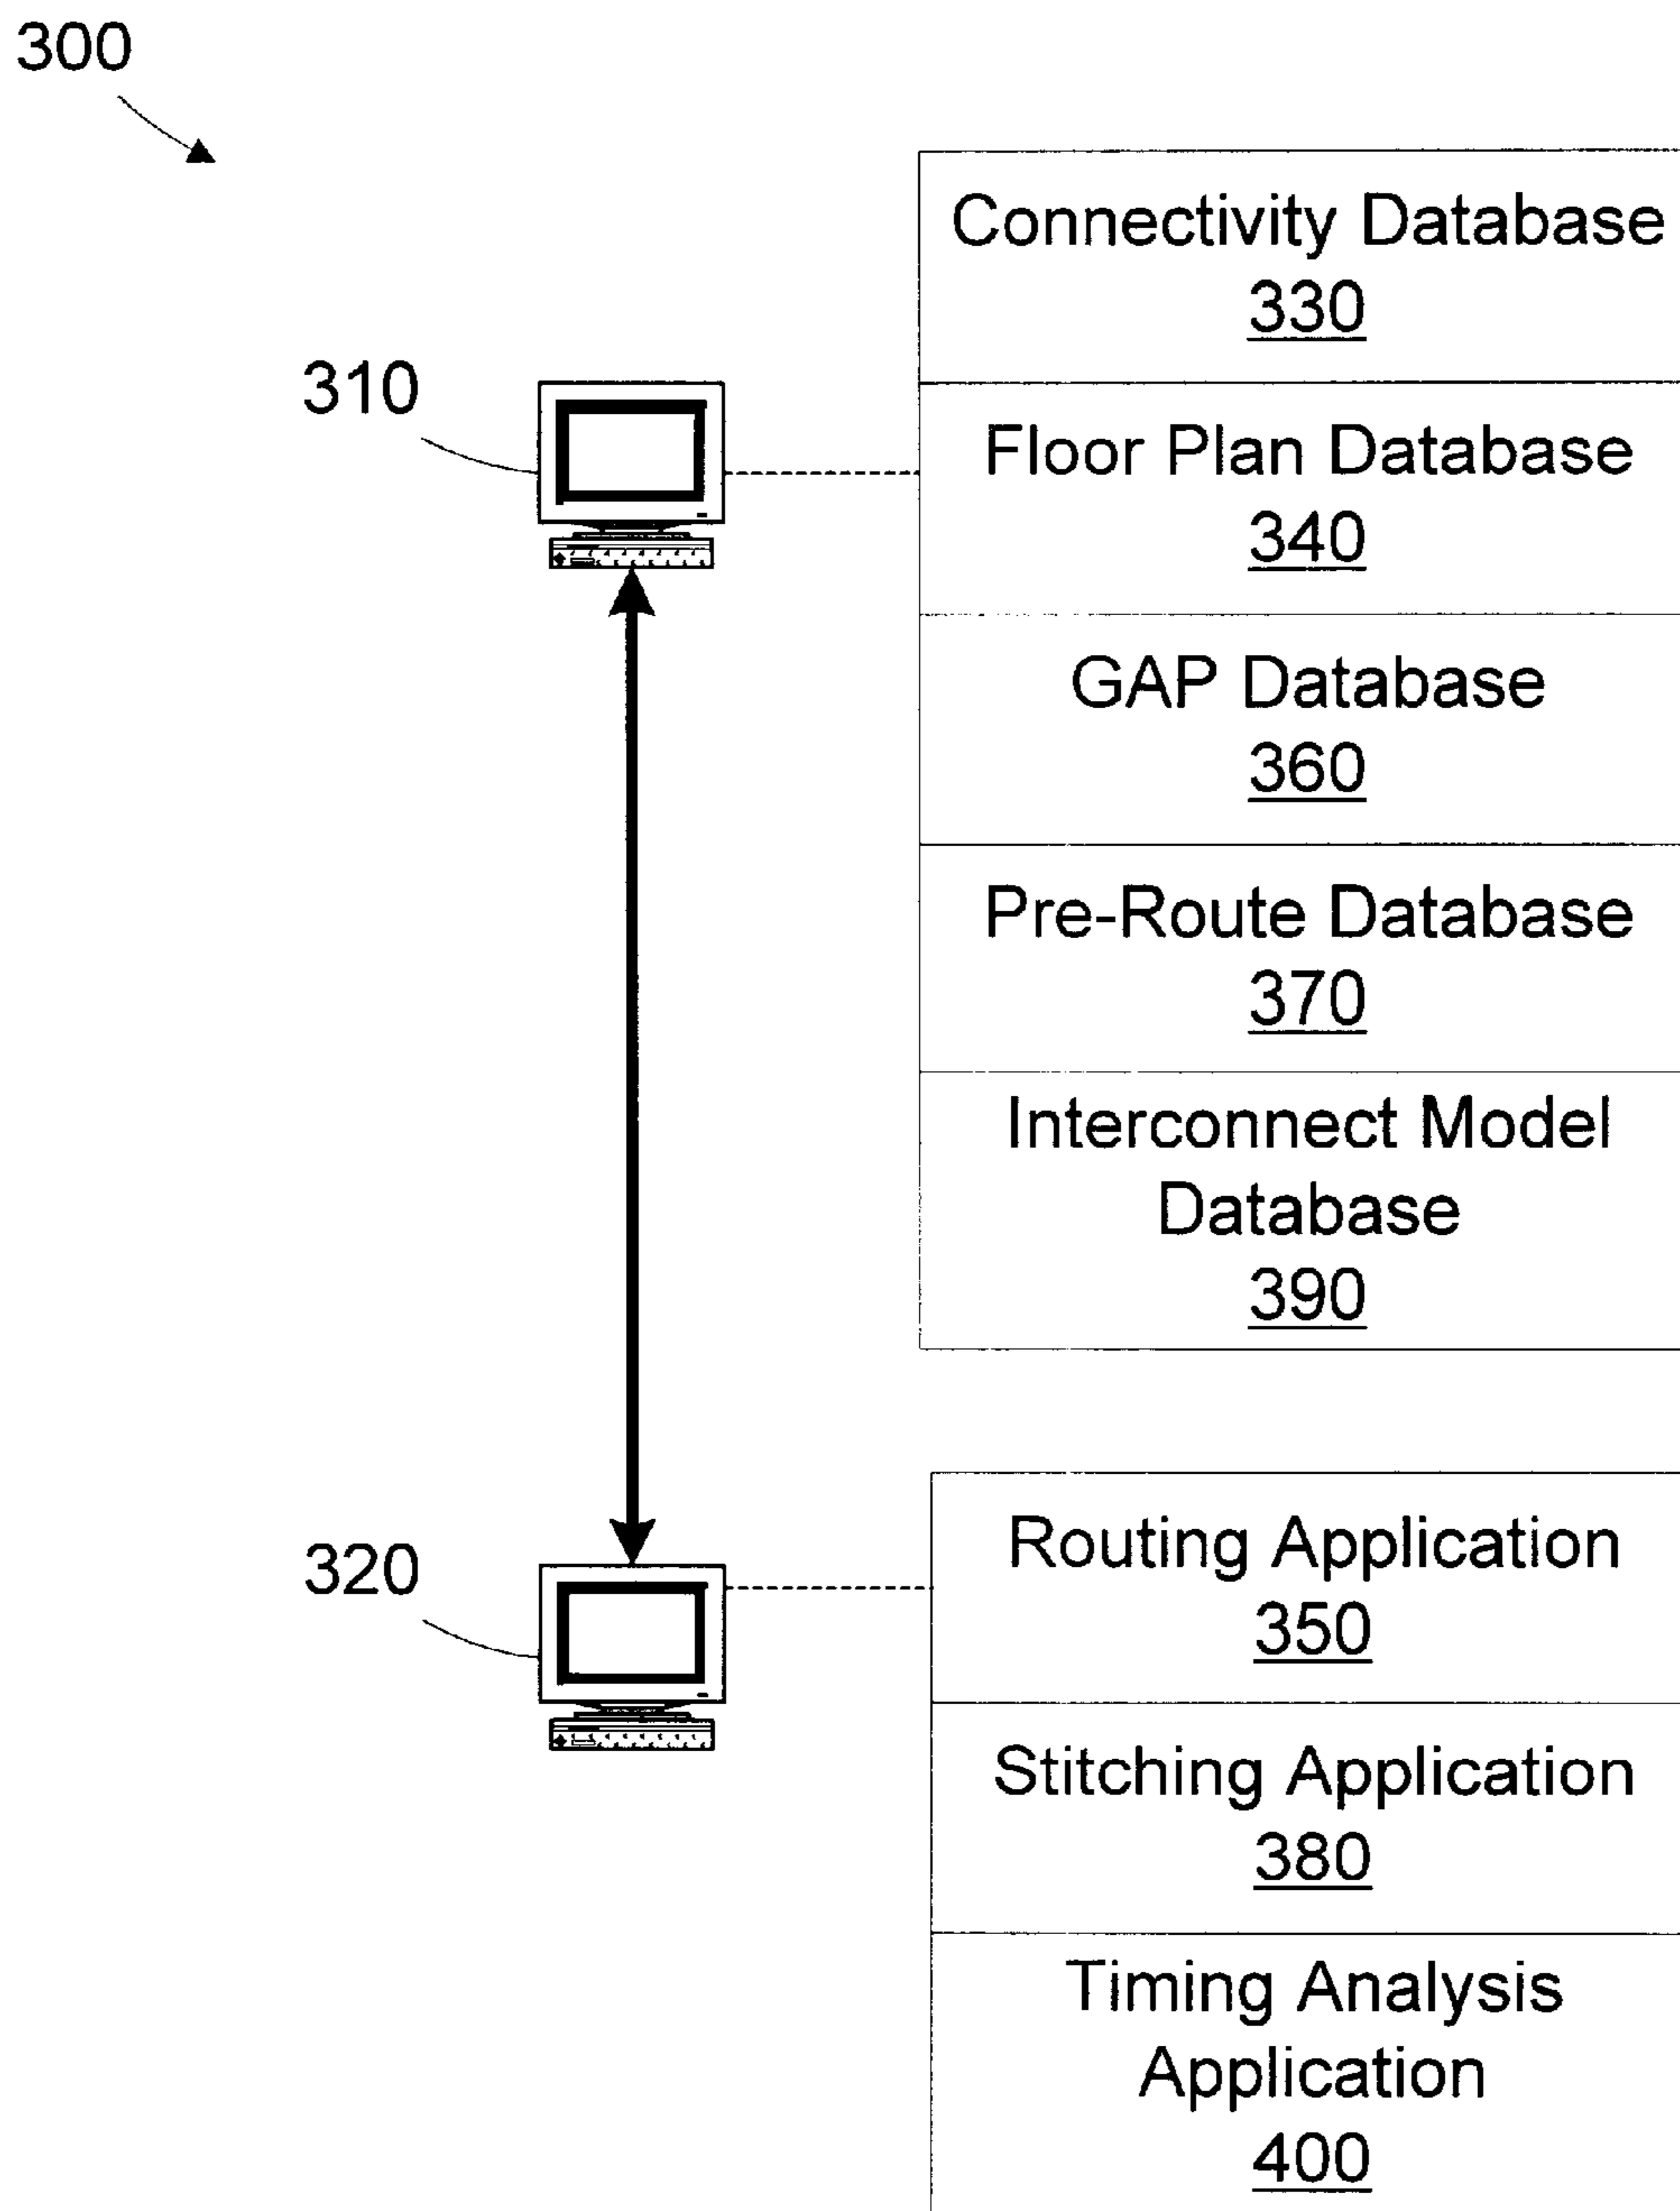 300
Connectivity Database
330
310
Floor Plan Database
340
GAP Database
360
Pre-Route Database
370
Interconnect Model
Database
390
Routing Application
350
320
Stitching Application
380
Timing Analysis
Application
400